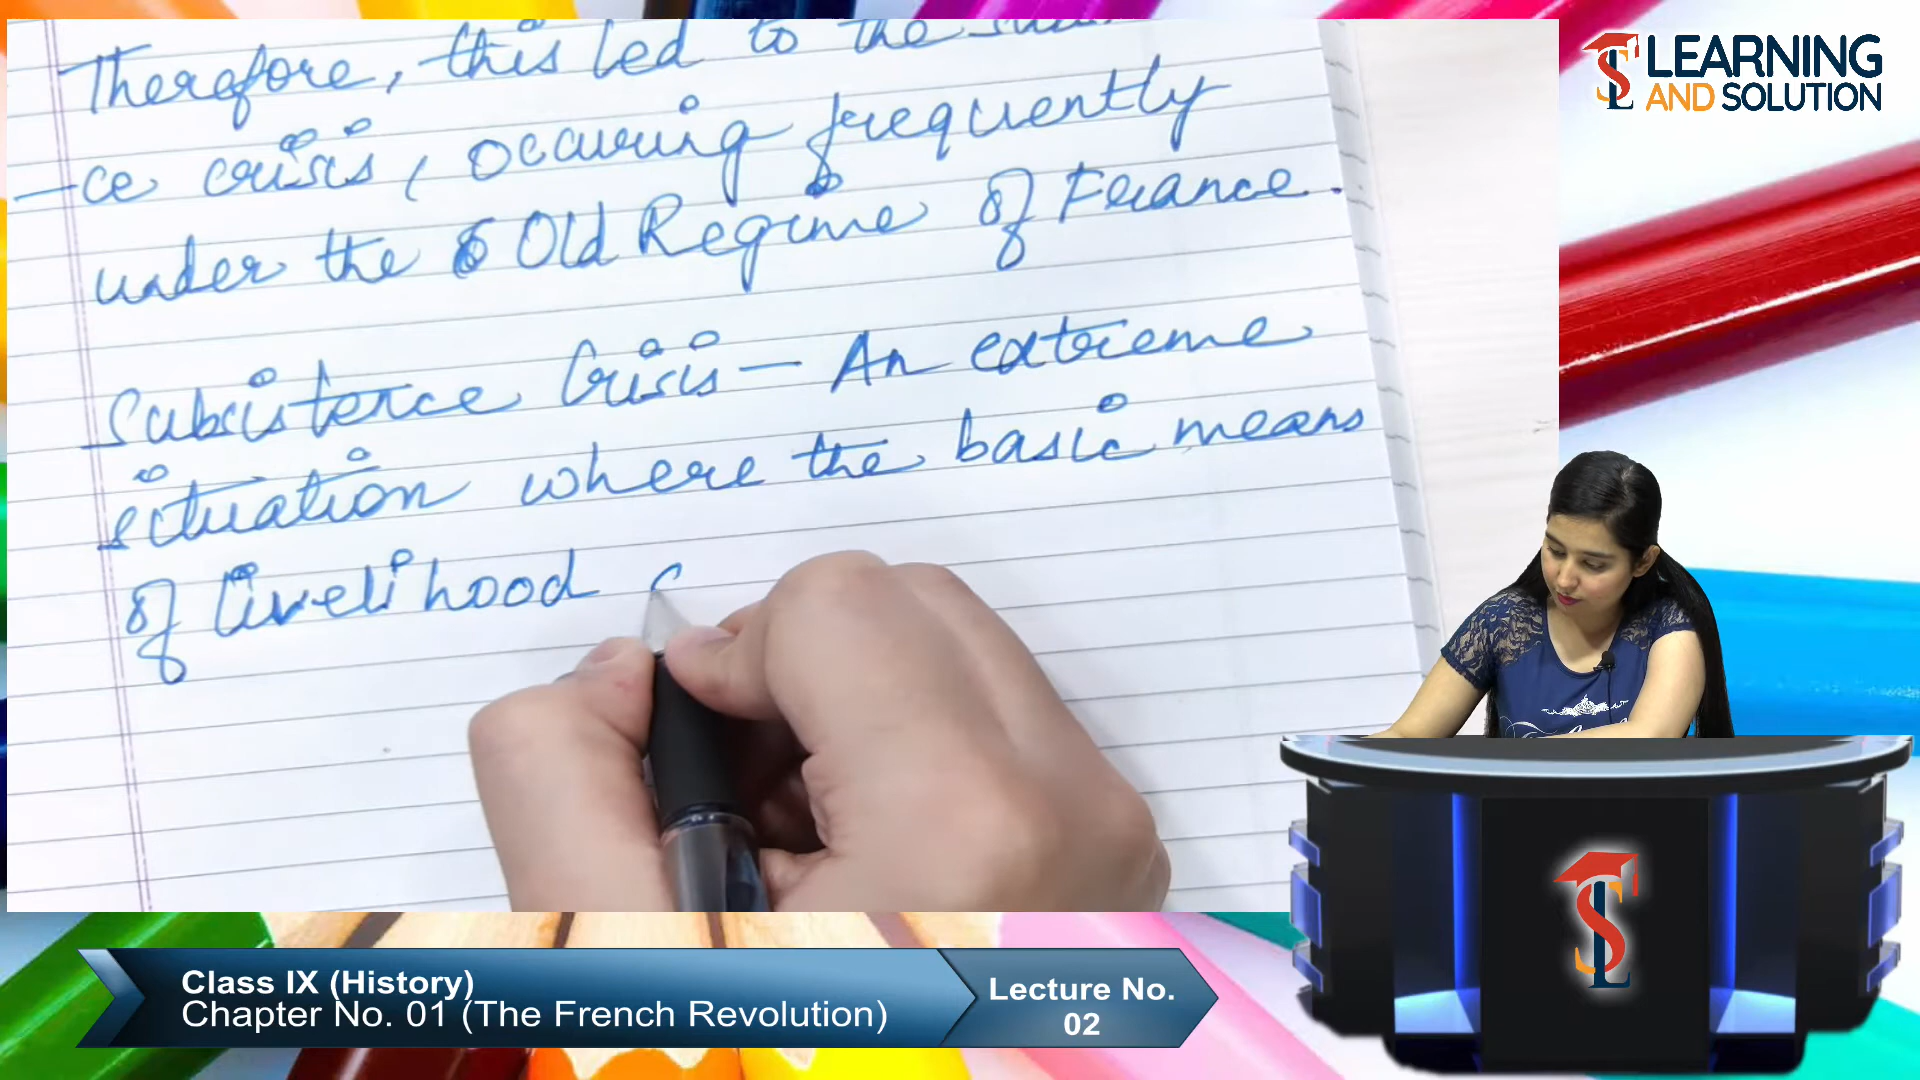 Therefore, this led to the
-ce crisis, occuring frequently
under the Old Regime of France.
Subsistence Crisis - An extreme
situation where the basic means
of livelihood
LEARNING
AND SOLUTION
Class IX (History)
Chapter No. 01 (The French Revolution)
Lecture No.
02